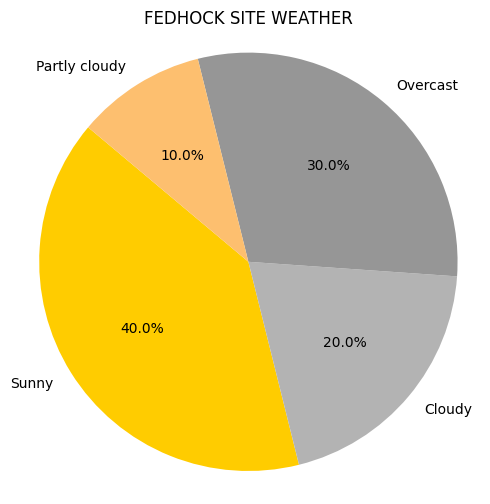 FEDHOCK SITE WEATHER
Partly cloudy
Overcast
10.0%
30.0%
40.0%
20.0%
Sunny
Cloudy